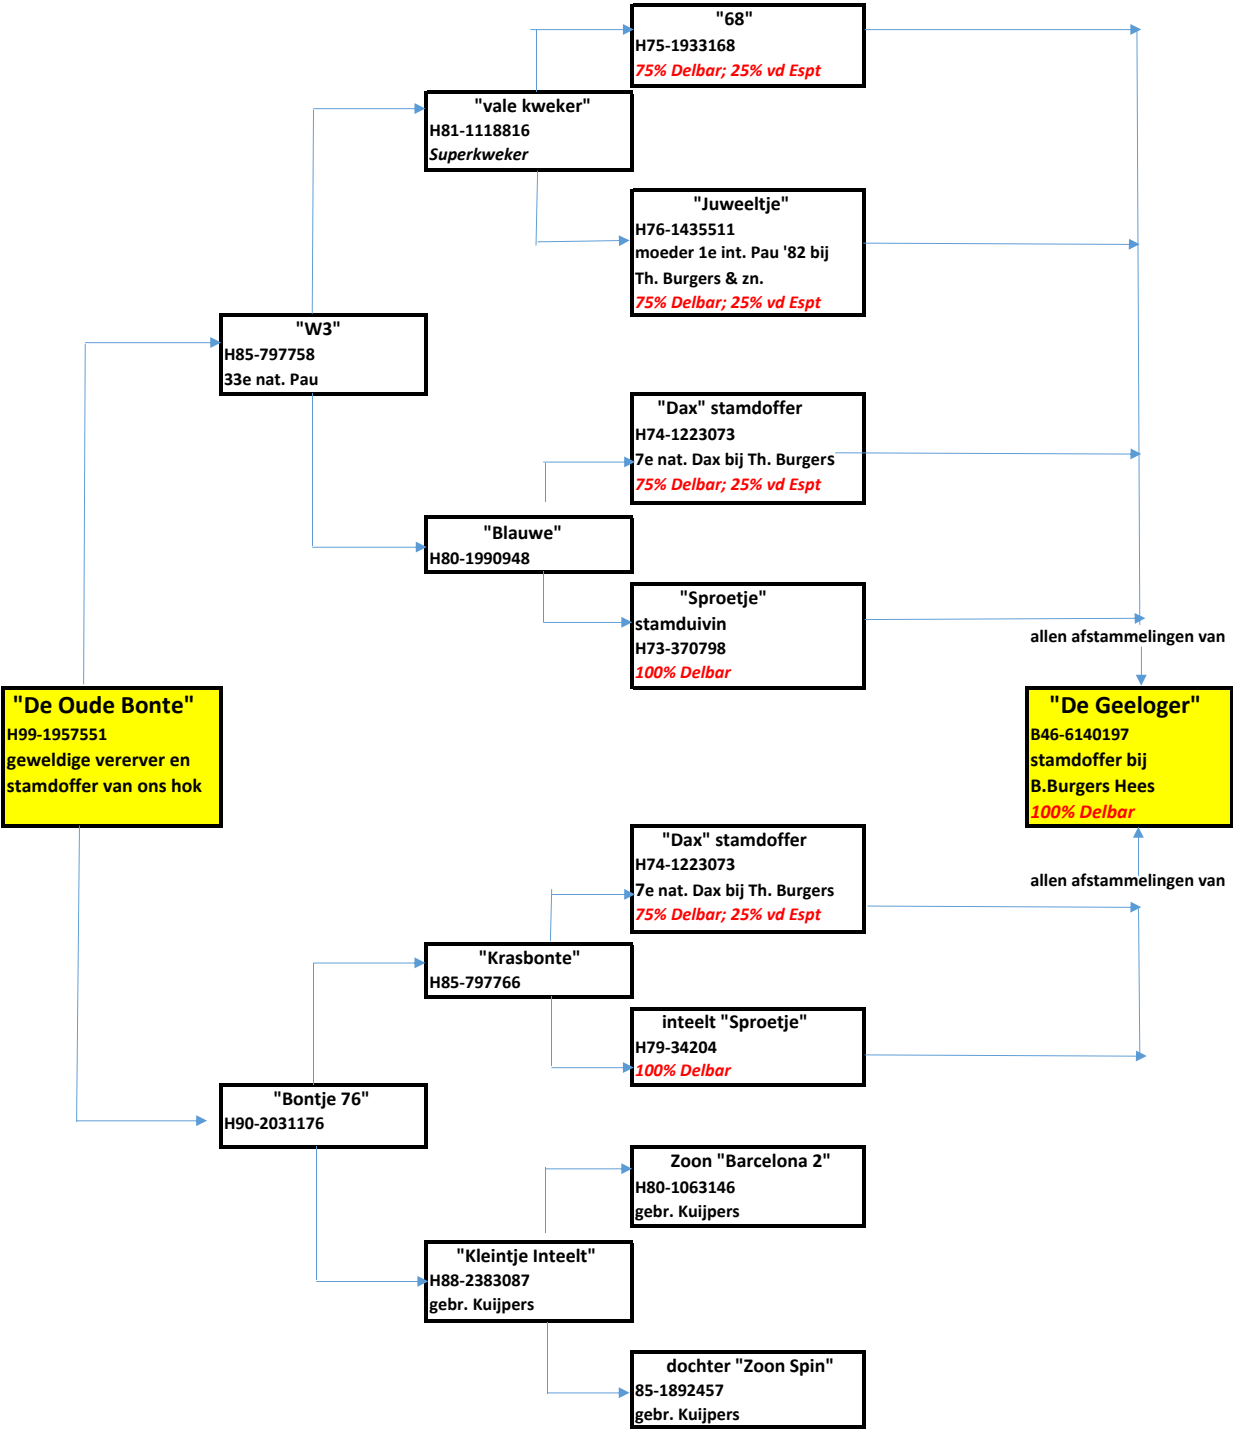 "68"
H75-1933168
75% Delbar; 25% vd Espt
"vale kweker"
H81-1118816
Superkweker
"Juweeltje"
H76-1435511
moeder 1e int. Pau '82 bij
Th. Burgers & zn.
75% Delbar; 25% vd Espt
"W3"
H85-797758
33e nat. Pau
"Dax" stamdoffer
H74-1223073
7e nat. Dax bij Th. Burgers
75% Delbar; 25% vd Espt
"Blauwe"
H80-1990948
"Sproetje"
stamduivin
H73-370798
100% Delbar
allen afstammelingen van
"De Oude Bonte"
H99-1957551
geweldige vererver en
stamdoffer van ons hok
"De Geeloger"
B46-6140197
stamdoffer bij
B.Burgers Hees
100% Delbar
"Dax" stamdoffer
H74-1223073
7e nat. Dax bij Th. Burgers
75% Delbar; 25% vd Espt
allen afstammelingen van
"Krasbonte"
H85-797766
inteelt "Sproetje"
H79-34204
100% Delbar
"Bontje 76"
H90-2031176
Zoon "Barcelona 2"
H80-1063146
gebr. Kuijpers
"Kleintje Inteelt"
H88-2383087
gebr. Kuijpers
dochter "Zoon Spin"
85-1892457
gebr. Kuijpers